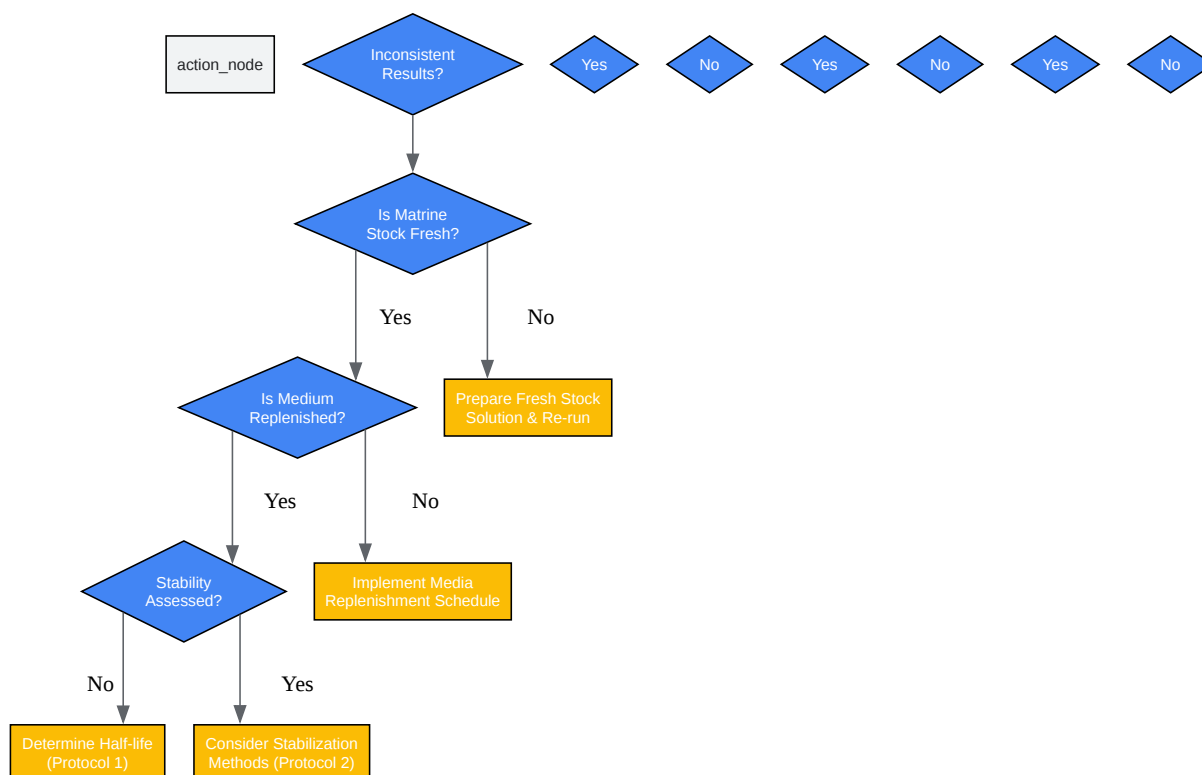 action_node
Inconsistent
Results?
Yes
No
Yes
No
Yes
No
Is Matrine
Stock Fresh?
Yes
No
Is Medium
Replenished?
Prepare Fresh Stock
Solution & Re-run
Yes
No
Stability
Assessed?
Implement Media
Replenishment Schedule
No
Yes
Determine Half-life
(Protocol 1)
Consider Stabilization
Methods (Protocol 2)